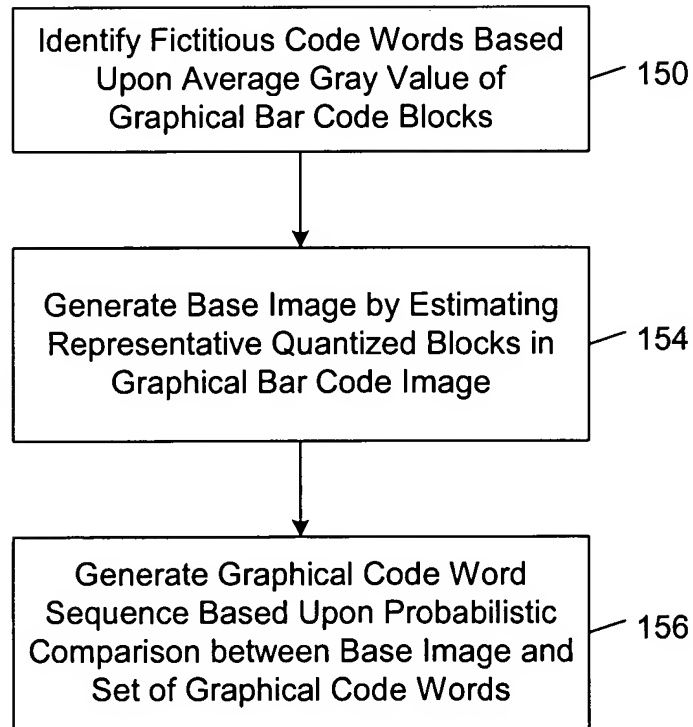 Identify Fictitious Code Words Based
Upon Average Gray Value of
Graphical Bar Code Blocks
150
Generate Base Image by Estimating
Representative Quantized Blocks in
Graphical Bar Code Image
154
Generate Graphical Code Word
Sequence Based Upon Probabilistic
Comparison between Base Image and
Set of Graphical Code Words
156